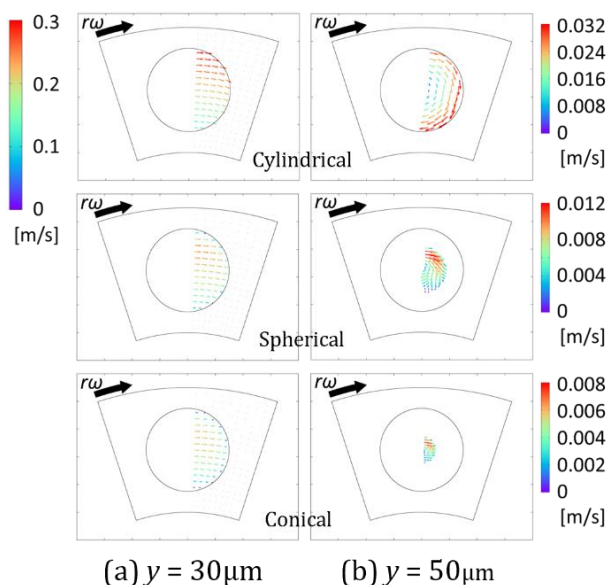 0.3
0.2
0.1
0
[m/s]
rω
rω
0.032
0.024
0.016
0.008
0
[m/s]
Cylindrical
rω
rω
0.012
0.008
0.004
0
[m/s]
Spherical
rω
rω
0.008
0.006
0.004
0.002
0
[m/s]
Conical
(a) y = 30μm
(b) y = 50μm